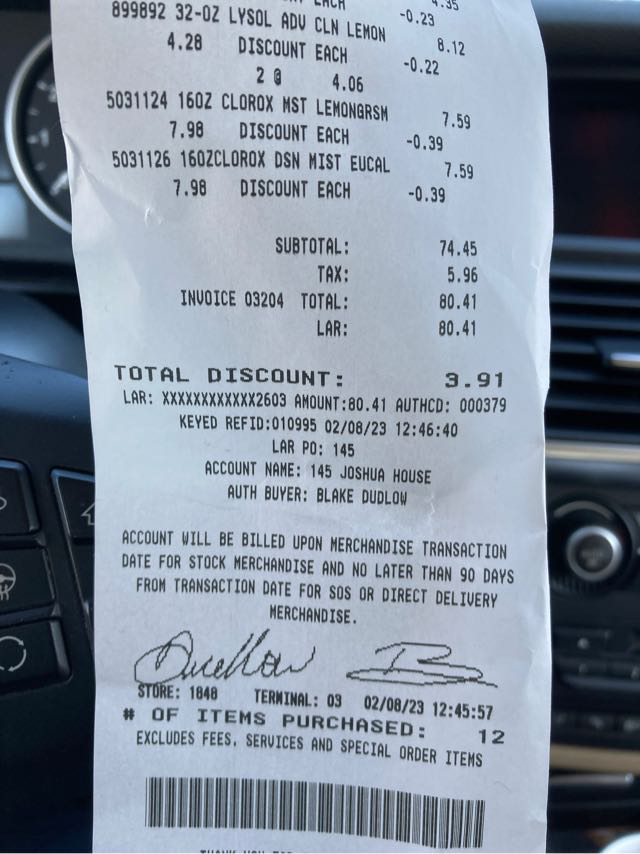 EACH 4.35
-0.23
899892 32-OZ LYSOL ADV CLN LEMON 8.12
4.28 DISCOUNT EACH -0.22
2 @ 4.06
5031124 16OZ CLOROX MST LEMONGRSM 7.59
7.98 DISCOUNT EACH -0.39
5031126 16OZCLOROX DSN MIST EUCAL 7.59
7.98 DISCOUNT EACH -0.39
SUBTOTAL: 74.45
TAX: 5.96
INVOICE 03204 TOTAL: 80.41
LAR: 80.41
TOTAL DISCOUNT: 3.91
LAR: XXXXXXXXXXXX2603 AMOUNT:80.41 AUTHCD: 000379
KEYED REFID:010995 02/08/23 12:46:40
LAR PO: 145
ACCOUNT NAME: 145 JOSHUA HOUSE
AUTH BUYER: BLAKE DUDLOW
ACCOUNT WILL BE BILLED UPON MERCHANDISE TRANSACTION
DATE FOR STOCK MERCHANDISE AND NO LATER THAN 90 DAYS
FROM TRANSACTION DATE FOR SOS OR DIRECT DELIVERY
MERCHANDISE.
STORE: 1848 TERMINAL: 03 02/08/23 12:45:57
# OF ITEMS PURCHASED: 12
EXCLUDES FEES, SERVICES AND SPECIAL ORDER ITEMS